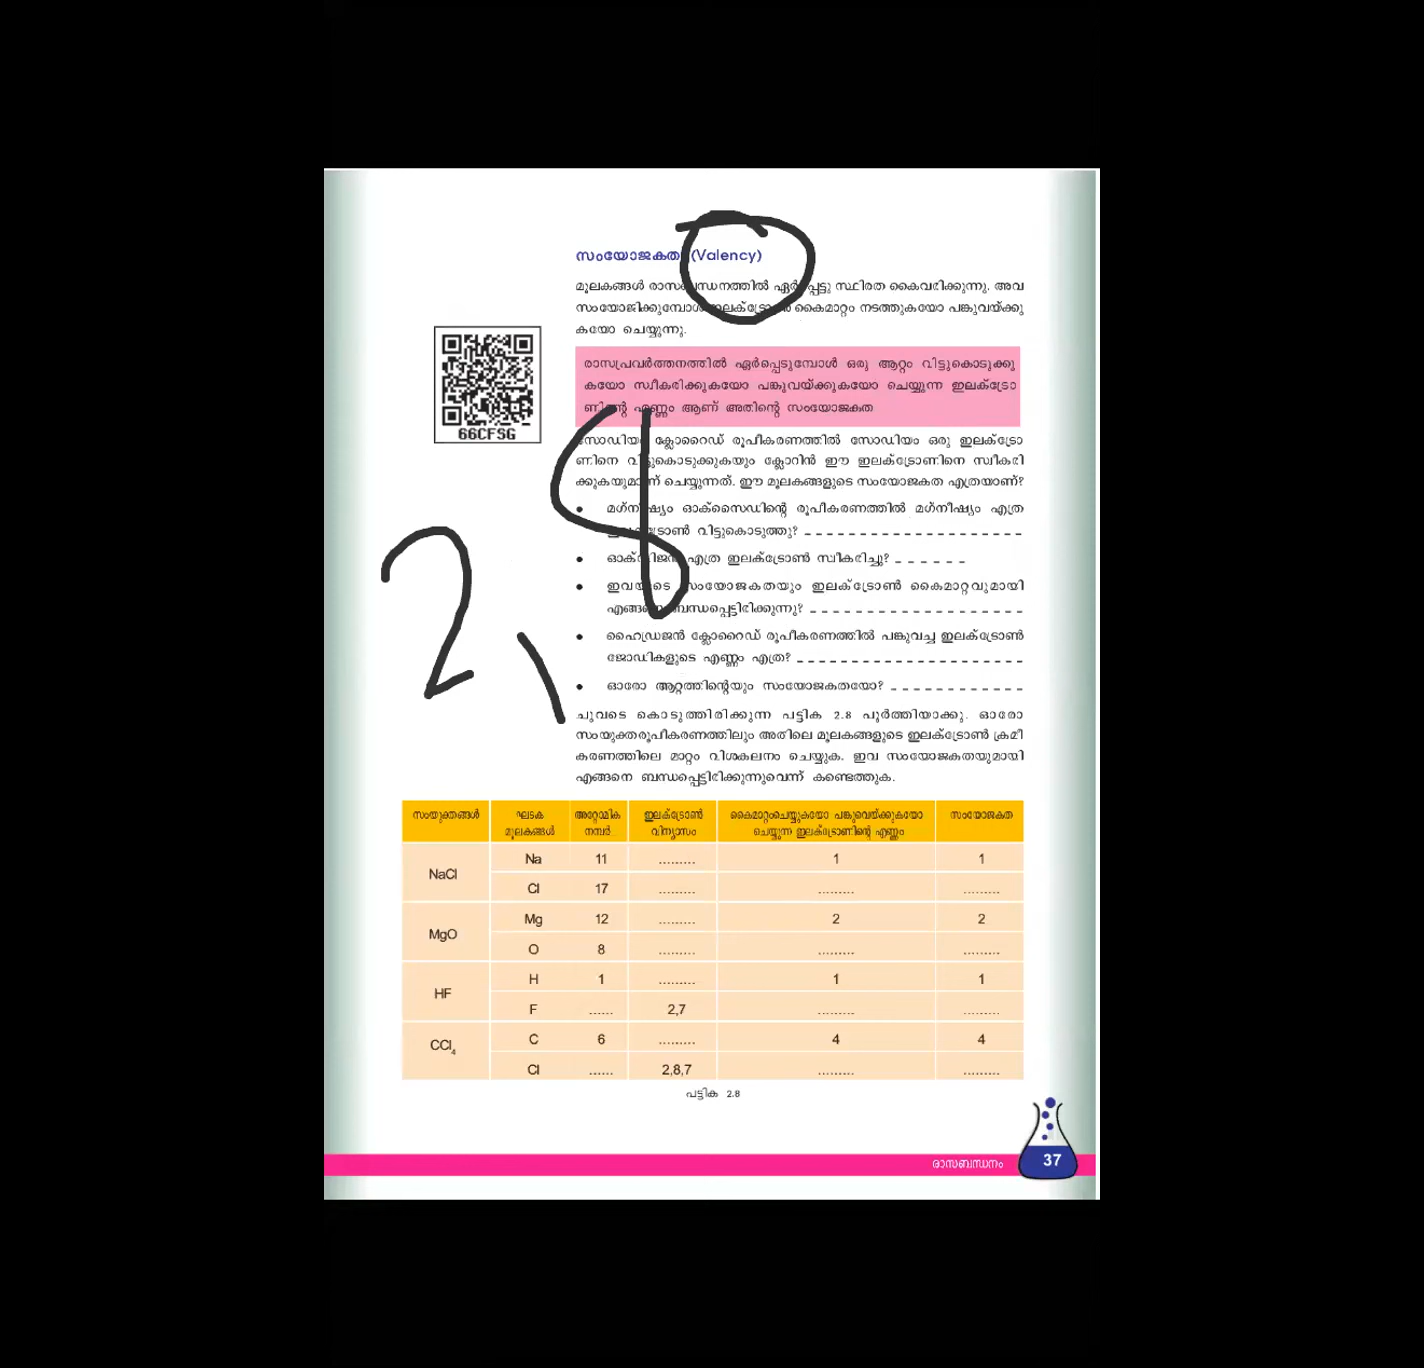 സംയോജകത (Valency)
മൂലകങ്ങൾ രാസബന്ധനത്തിൽ ഏർപ്പെട്ടു സ്ഥിരത കൈവരിക്കുന്നു. അവ
സംയോജിക്കുമ്പോൾ ഇലക്ട്രോൺ കൈമാറ്റം നടത്തുകയോ പങ്കുവയ്ക്കു
കയോ ചെയ്യുന്നു.
66CFSG
രാസപ്രവർത്തനത്തിൽ ഏർപ്പെടുമ്പോൾ ഒരു ആറ്റം വിട്ടുകൊടുക്കു
കയോ സ്വീകരിക്കുകയോ പങ്കുവയ്ക്കുകയോ ചെയ്യുന്ന ഇലക്ട്രോ
ണിന്റെ എണ്ണം ആണ് അതിന്റെ സംയോജകത
സോഡിയം ക്ലോറൈഡ് രൂപീകരണത്തിൽ സോഡിയം ഒരു ഇലക്ട്രോ
ണിനെ വിട്ടുകൊടുക്കുകയും ക്ലോറിൻ ഈ ഇലക്ട്രോണിനെ സ്വീകരി
ക്കുകയുമാണ് ചെയ്യുന്നത്. ഈ മൂലകങ്ങളുടെ സംയോജകത എത്രയാണ്?
• മഗ്നീഷ്യം ഓക്സൈഡിന്റെ രൂപീകരണത്തിൽ മഗ്നീഷ്യം എത്ര
ഇലക്ട്രോൺ വിട്ടുകൊടുത്തു? _ _ _ _ _ _ _ _ _ _ _ _ _ _ _ _ _ _ _
• ഓക്സിജൻ എത്ര ഇലക്ട്രോൺ സ്വീകരിച്ചു? _ _ _ _ _ _
• ഇവയുടെ സംയോജകതയും ഇലക്ട്രോൺ കൈമാറ്റവുമായി
എങ്ങനെ ബന്ധപ്പെട്ടിരിക്കുന്നു? _ _ _ _ _ _ _ _ _ _ _ _ _ _ _ _ _ _
• ഹൈഡ്രജൻ ക്ലോറൈഡ് രൂപീകരണത്തിൽ പങ്കുവച്ച ഇലക്ട്രോൺ
ജോഡികളുടെ എണ്ണം എത്ര? _ _ _ _ _ _ _ _ _ _ _ _ _ _ _ _ _ _ _
• ഓരോ ആറ്റത്തിന്റെയും സംയോജകതയോ? _ _ _ _ _ _ _ _ _ _ _
2, 8
ചുവടെ കൊടുത്തിരിക്കുന്ന പട്ടിക 2.8 പൂർത്തിയാക്കു. ഓരോ
സംയുക്തരൂപീകരണത്തിലും അതിലെ മൂലകങ്ങളുടെ ഇലക്ട്രോൺ ക്രമീ
കരണത്തിലെ മാറ്റം വിശകലനം ചെയ്യുക. ഇവ സംയോജകതയുമായി
എങ്ങനെ ബന്ധപ്പെട്ടിരിക്കുന്നുവെന്ന് കണ്ടെത്തുക.
സംയുക്തങ്ങൾ ഘടക മൂലകങ്ങൾ അറ്റോമിക നമ്പർ ഇലക്ട്രോൺ വിന്യാസം കൈമാറ്റംചെയ്യുകയോ പങ്കുവെയ്ക്കുകയോ ചെയ്യുന്ന ഇലക്ട്രോണിന്റെ എണ്ണം സംയോജകത
NaCl Na 11 ......... 1 1
Cl 17 ......... ......... .........
MgO Mg 12 ......... 2 2
O 8 ......... ......... .........
HF H 1 ......... 1 1
F ...... 2,7 ......... .........
CCl4 C 6 ......... 4 4
Cl ...... 2,8,7 ......... .........
പട്ടിക 2.8
രാസബന്ധനം 37